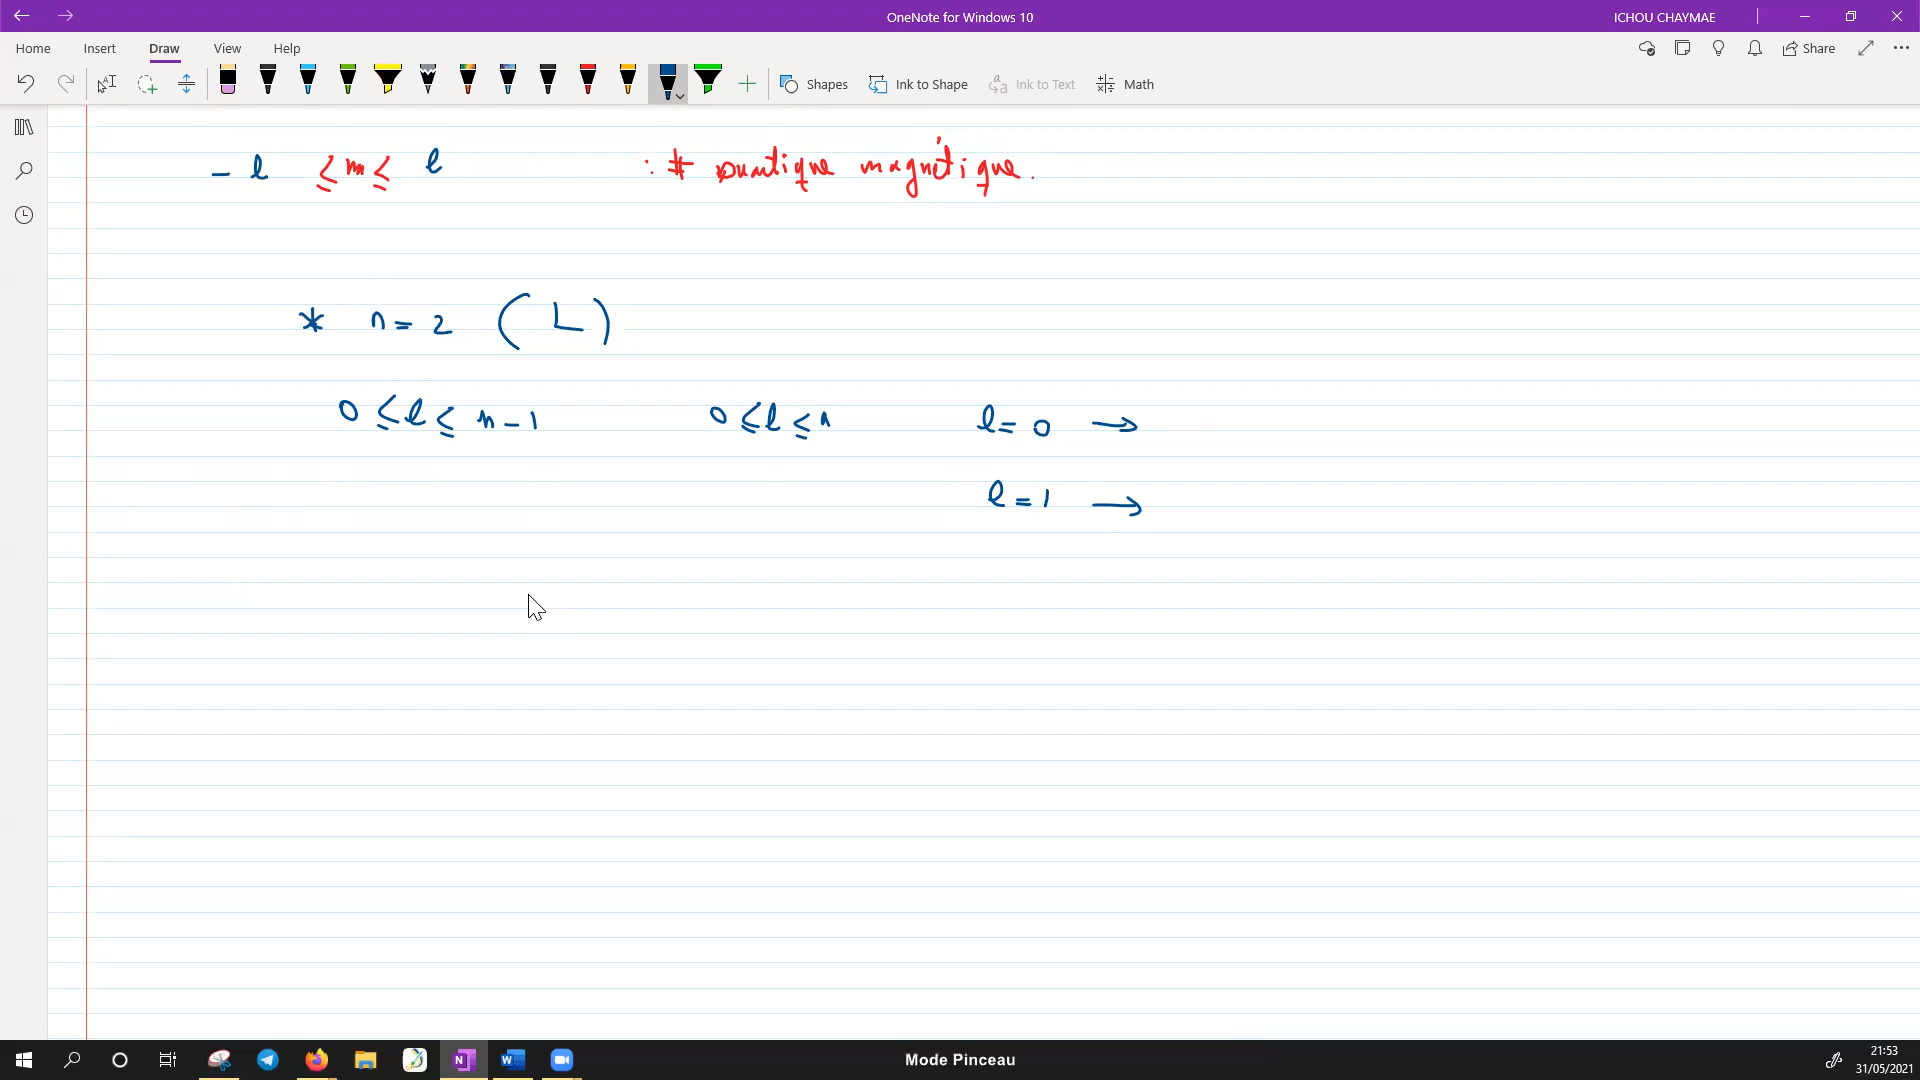 OneNote for Windows 10
ICHOU CHAYMAE
Home Insert Draw View Help
Share
Shapes Ink to Shape Ink to Text Math
- l ≤ m ≤ l : # quantique magnétique.
* n = 2 ( L )
0 ≤ l ≤ n - 1 0 ≤ l ≤ 1 l = 0 →
l = 1 →
Mode Pinceau
21:53
31/05/2021